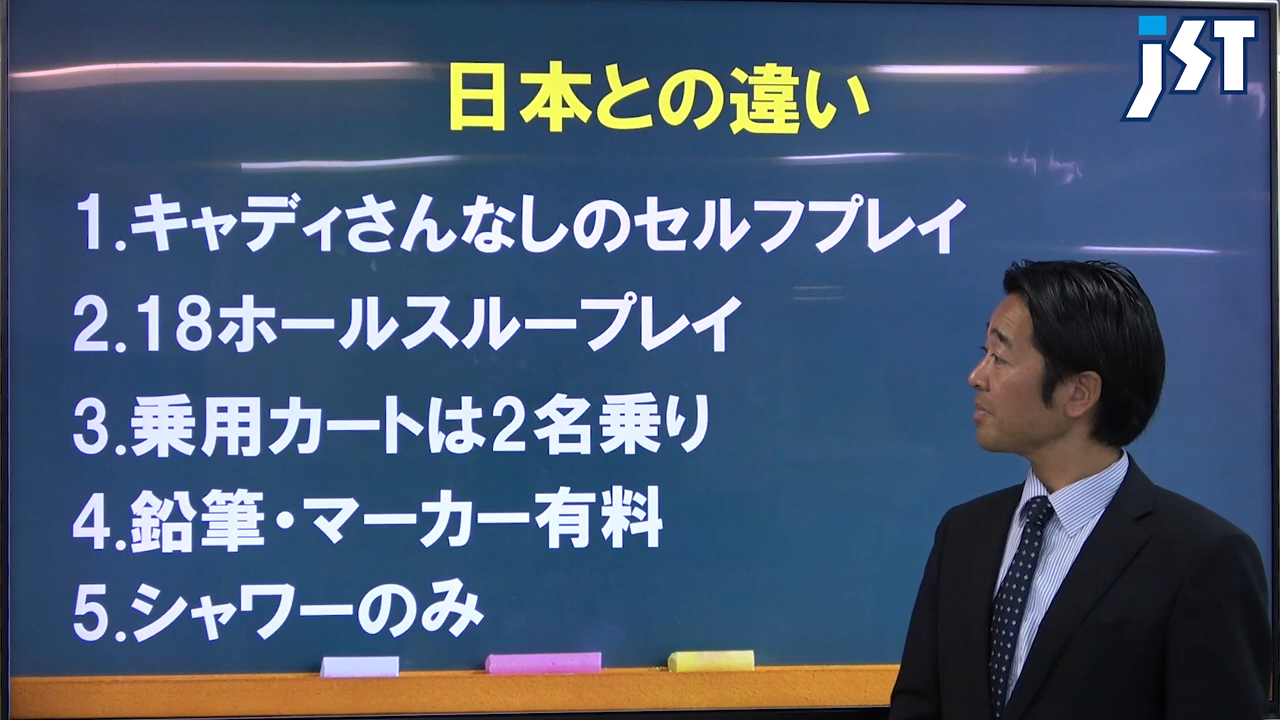 jST
日本との違い
1.キャディさんなしのセルフプレイ
2.18ホールスループレイ
3.乗用カートは2名乗り
4.鉛筆・マーカー有料
5.シャワーのみ